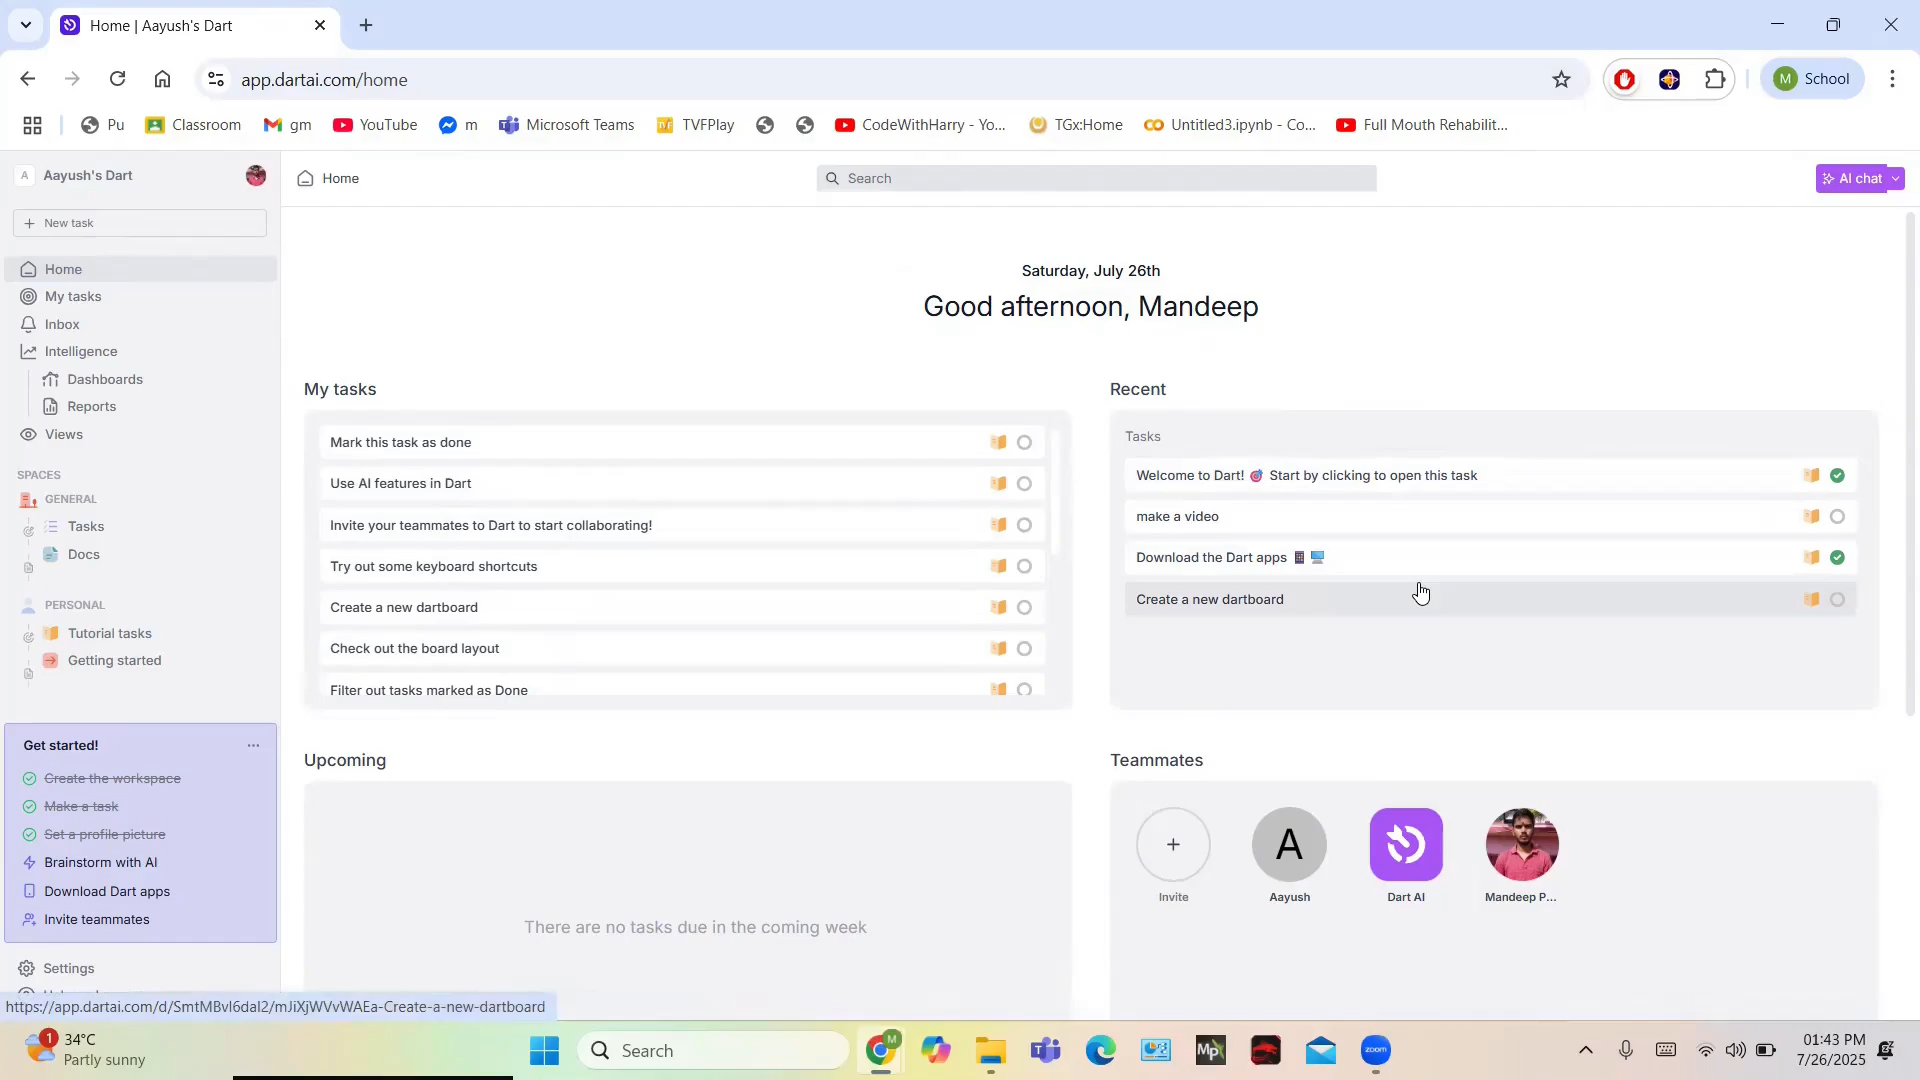 Home | Aayush's Dart
app.dartai.com/home
M School
Pu
Classroom
gm
YouTube
m
Microsoft Teams
TVFPlay
CodeWithHarry - Yo...
TGx:Home
Untitled3.ipynb - Co...
Full Mouth Rehabilit...
A Aayush's Dart
Home
Search
AI chat
New task
Home
My tasks
Inbox
Intelligence
Dashboards
Reports
Views
SPACES
GENERAL
Tasks
Docs
PERSONAL
Tutorial tasks
Getting started
Get started!
Create the workspace
Make a task
Set a profile picture
Brainstorm with AI
Download Dart apps
Invite teammates
Settings
https://app.dartai.com/d/SmtMBvl6dal2/mJiXjWVvWAEa-Create-a-new-dartboard
Saturday, July 26th
Good afternoon, Mandeep
My tasks
Mark this task as done
Use AI features in Dart
Invite your teammates to Dart to start collaborating!
Try out some keyboard shortcuts
Create a new dartboard
Check out the board layout
Filter out tasks marked as Done
Recent
Tasks
Welcome to Dart! 🎯 Start by clicking to open this task
make a video
Download the Dart apps 📱 🖥️
Create a new dartboard
Upcoming
There are no tasks due in the coming week
Teammates
A
Invite
Aayush
Dart AI
Mandeep P...
1
34°C
Partly sunny
Search
M
Mp
zoom
01:43 PM
7/26/2025